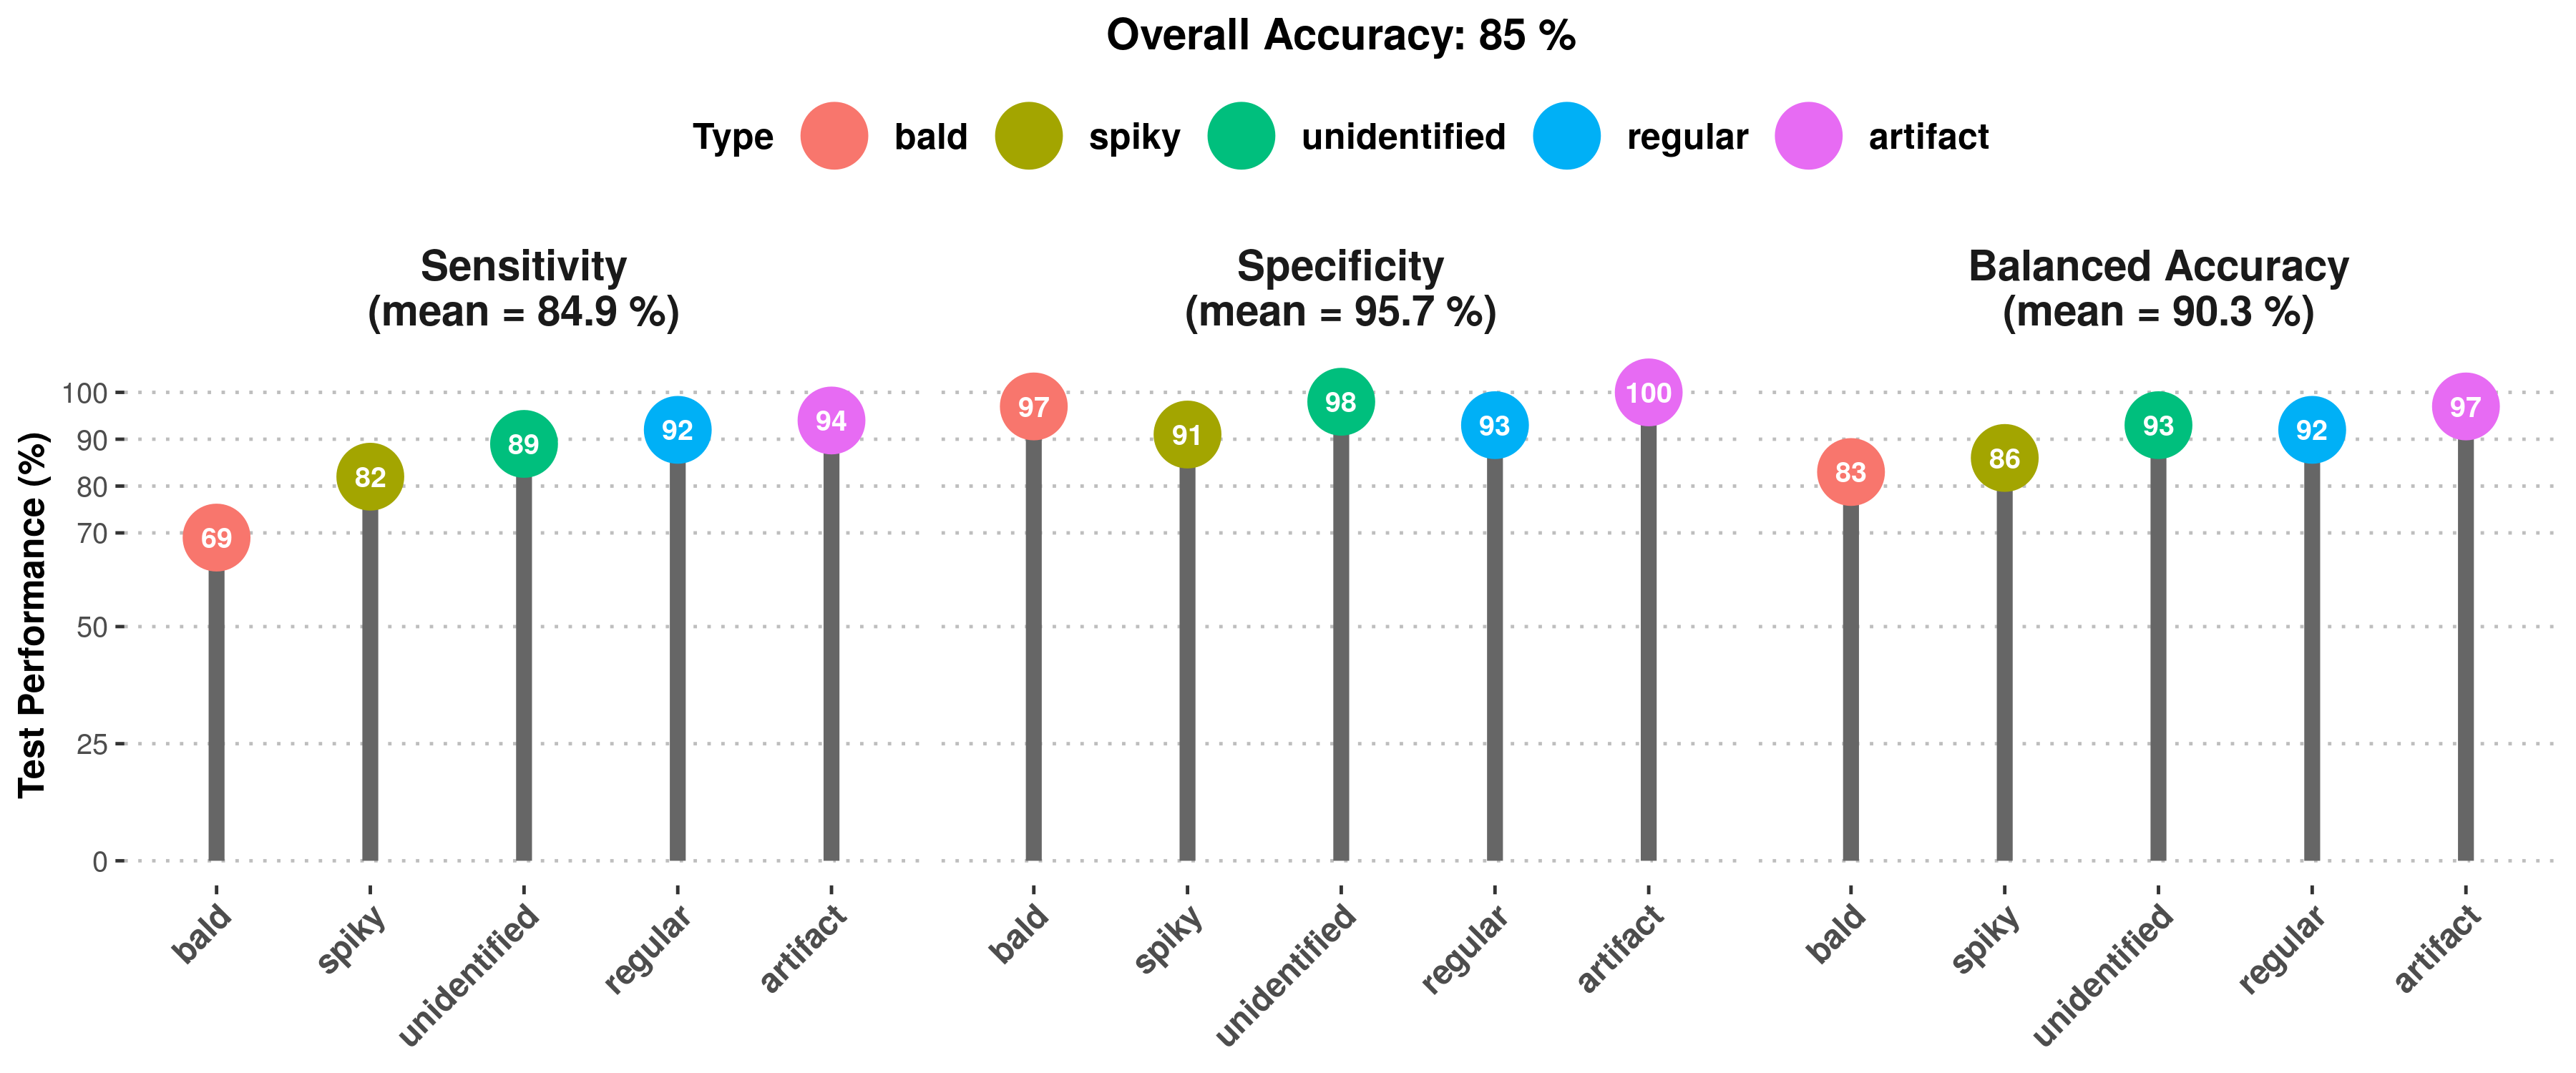 Overall Accuracy: 85 %
Type bald spiky unidentified regular artifact
Sensitivity
(mean = 84.9 %)
Specificity
(mean = 95.7 %)
Balanced Accuracy
(mean = 90.3 %)
Test Performance (%)
100
90
80
70
50
25
0
69 82 89 92 94
97 91 98 93 100
83 86 93 92 97
bald spiky unidentified regular artifact
bald spiky unidentified regular artifact
bald spiky unidentified regular artifact